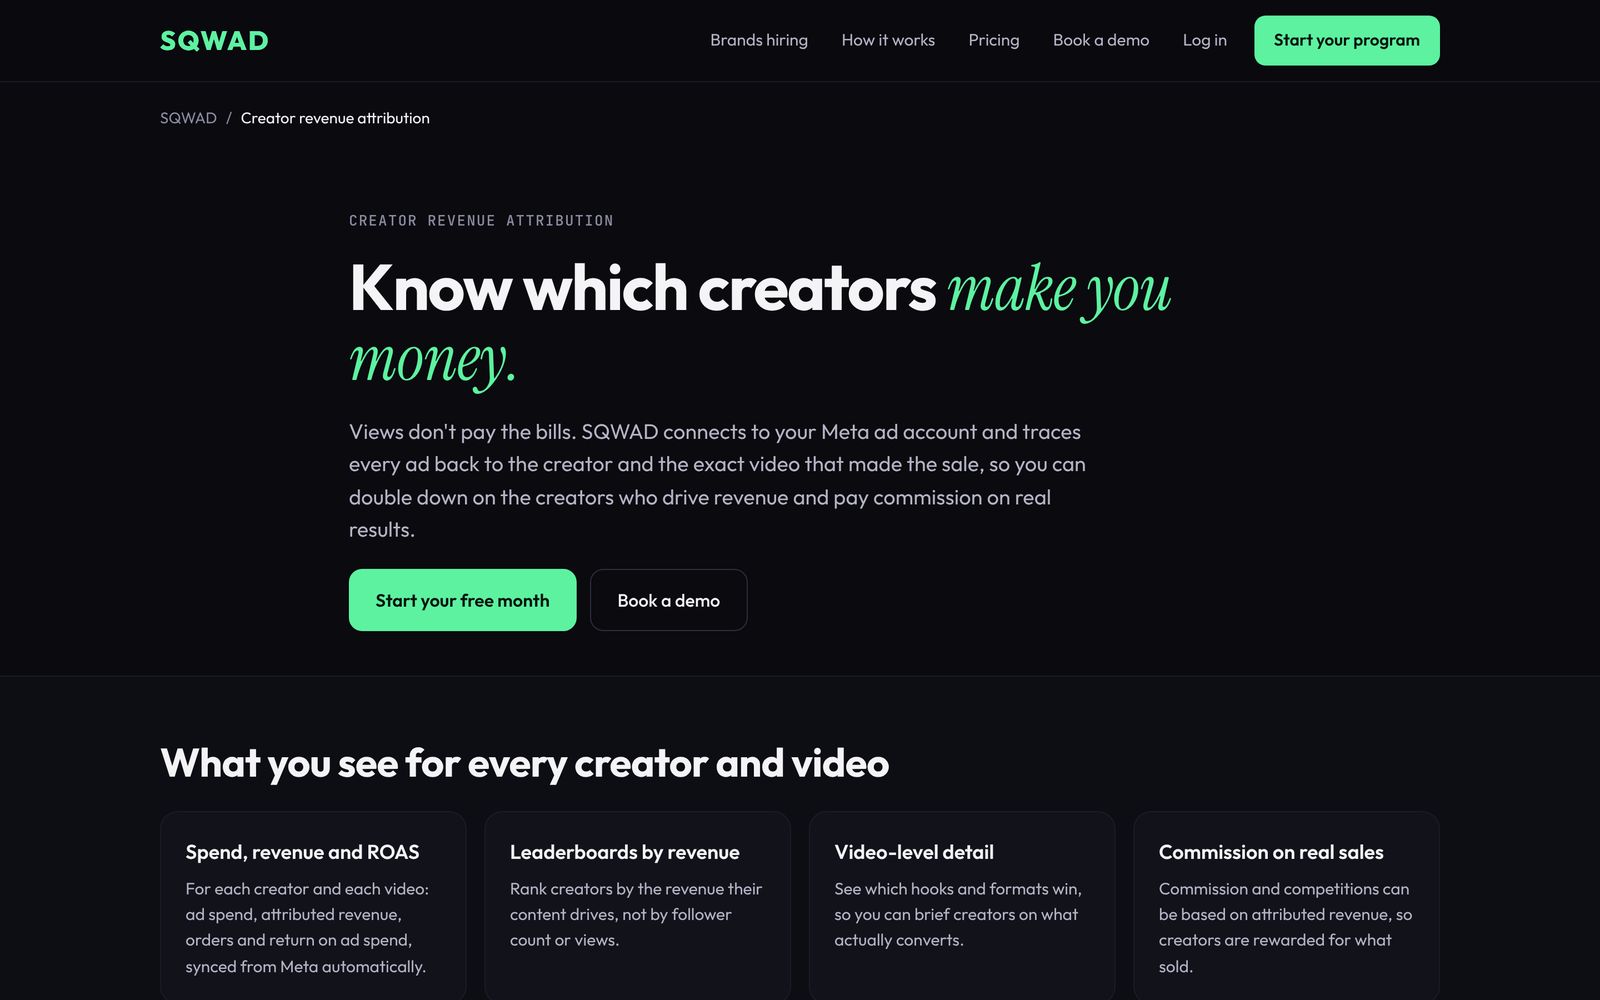 SQWAD
Brands hiring
How it works
Pricing
Book a demo
Log in
Start your program
SQWAD / Creator revenue attribution
CREATOR REVENUE ATTRIBUTION
Know which creators make you
money.
Views don't pay the bills. SQWAD connects to your Meta ad account and traces
every ad back to the creator and the exact video that made the sale, so you can
double down on the creators who drive revenue and pay commission on real
results.
Start your free month
Book a demo
What you see for every creator and video
Spend, revenue and ROAS
For each creator and each video:
ad spend, attributed revenue,
orders and return on ad spend,
synced from Meta automatically.
Leaderboards by revenue
Rank creators by the revenue their
content drives, not by follower
count or views.
Video-level detail
See which hooks and formats win,
so you can brief creators on what
actually converts.
Commission on real sales
Commission and competitions can
be based on attributed revenue, so
creators are rewarded for what
sold.